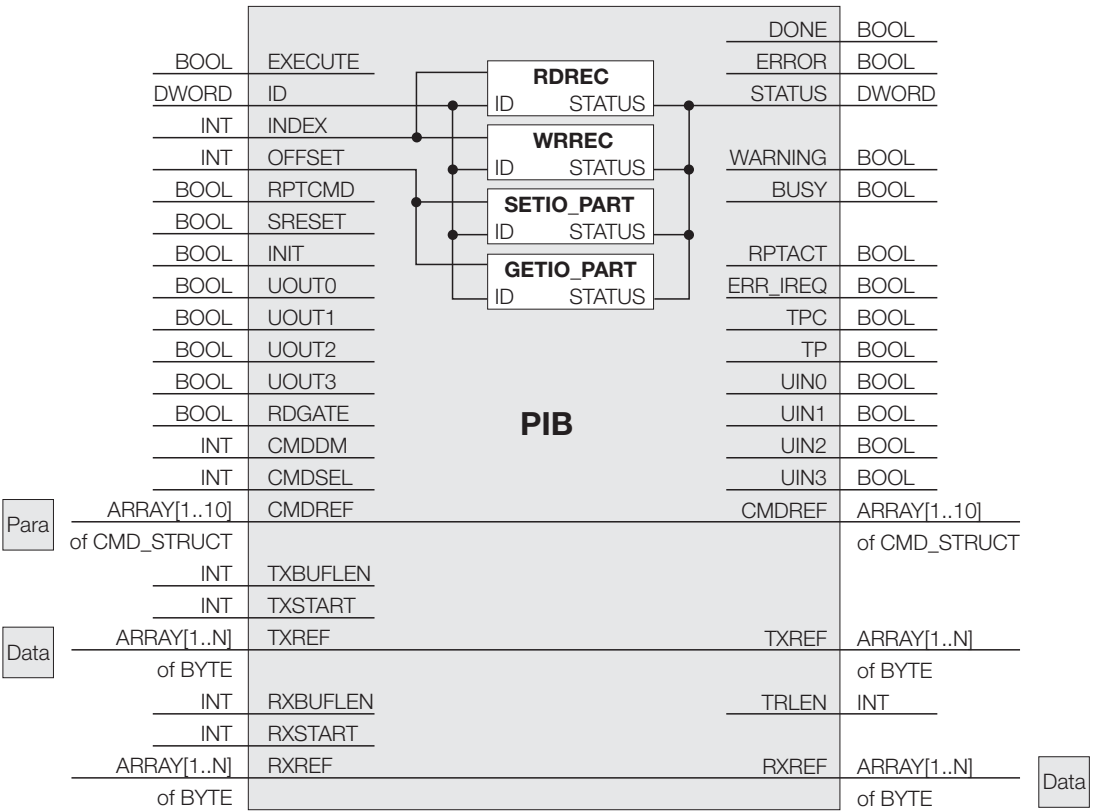 DONE BOOL
BOOL EXECUTE ERROR BOOL
RDREC
DWORD ID ID STATUS STATUS DWORD
BOOL
INT INDEX
WRREC
INT OFFSET ID STATUS WARNING BOOL
BOOL RPTCMD BUSY BOOL
SETIO_PART
BOOL SRESET ID STATUS
BOOL INIT RPTACT BOOL
GETIO_PART
BOOL UOUT0 ID STATUS ERR_IREQ BOOL
BOOL UOUT1 TPC BOOL
BOOL UOUT2 TP BOOL
BOOL UOUT3 UIN0 BOOL
BOOL RDGATE UIN1 BOOL
PIB
INT CMDDM UIN2 BOOL
INT CMDSEL UIN3 BOOL
Para ARRAY[1..10] CMDREF CMDREF ARRAY[1..10]
of CMD_STRUCT of CMD_STRUCT
INT TXBUFLEN
INT TXSTART
Data ARRAY[1..N] TXREF TXREF ARRAY[1..N]
of BYTE of BYTE
INT RXBUFLEN TRLEN INT
INT RXSTART
ARRAY[1..N] RXREF RXREF ARRAY[1..N] Data
of BYTE of BYTE